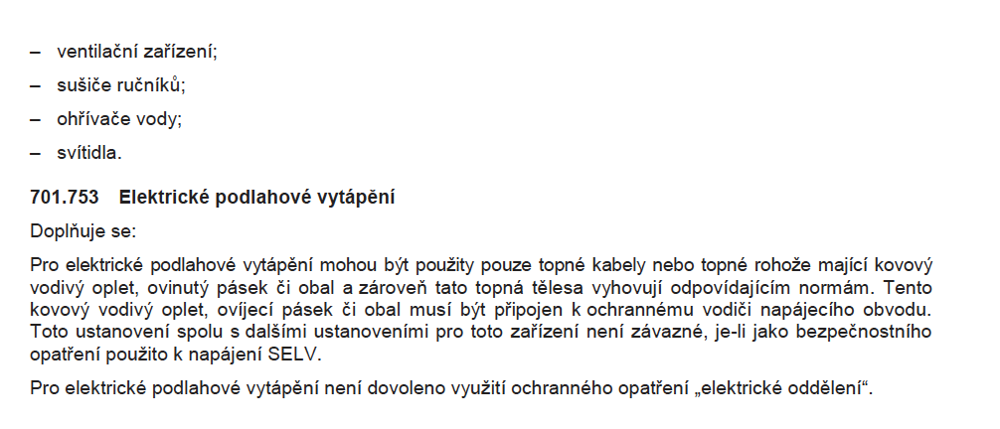 – ventilační zařízení;
– sušiče ručníků;
– ohřívače vody;
– svítidla.
701.753 Elektrické podlahové vytápění
Doplňuje se:
Pro elektrické podlahové vytápění mohou být použity pouze topné kabely nebo topné rohože mající kovový
vodivý oplet, ovinutý pásek či obal a zároveň tato topná tělesa vyhovují odpovídajícím normám. Tento
kovový vodivý oplet, ovíjecí pásek či obal musí být připojen k ochrannému vodiči napájecího obvodu.
Toto ustanovení spolu s dalšími ustanoveními pro toto zařízení není závazné, je-li jako bezpečnostního
opatření použito k napájení SELV.
Pro elektrické podlahové vytápění není dovoleno využití ochranného opatření „elektrické oddělení“.